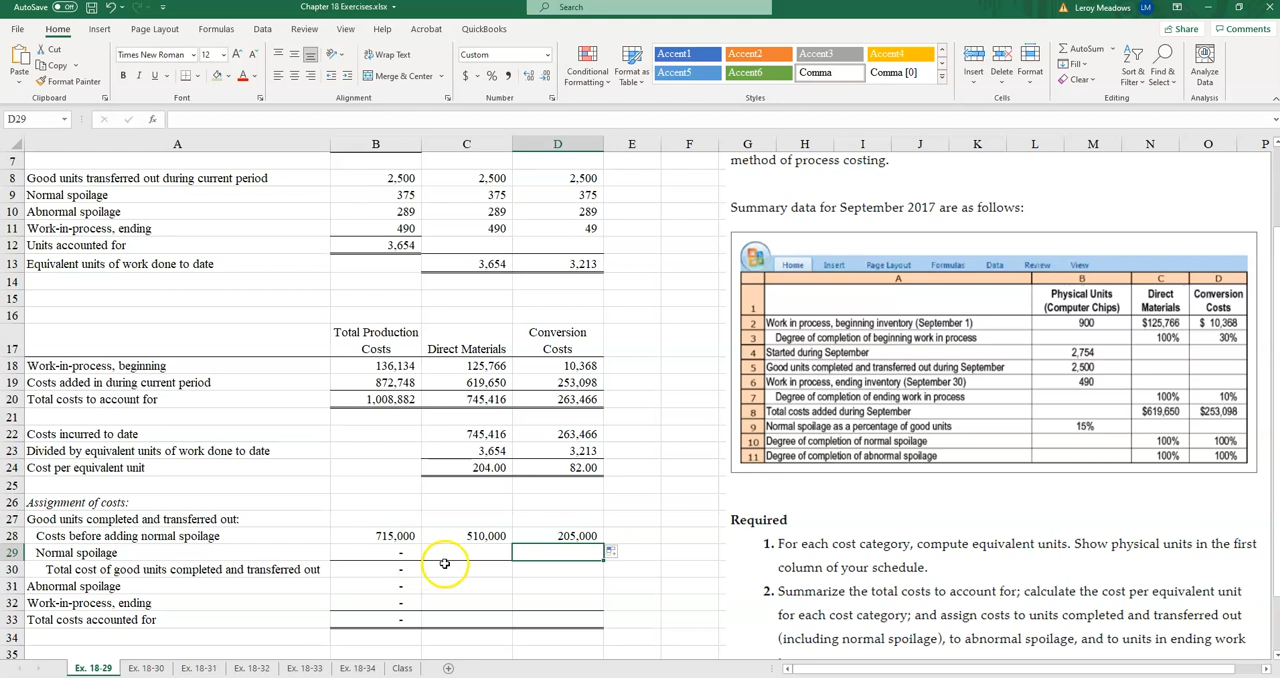 AutoSave Off Chapter 18 Exercises.xlsx Search Leroy Meadows LM
File Home Insert Page Layout Formulas Data Review View Help Acrobat QuickBooks Share Comments
Paste Cut Copy Format Painter Clipboard
Times New Roman 12 B I U Font
Wrap Text Merge & Center Alignment
Custom $ % Number
Conditional Formatting Format as Table
Accent1 Accent2 Accent3 Accent4
Accent5 Accent6 Comma Comma [0]
Styles
Insert Delete Format Cells
AutoSum Fill Clear Sort & Filter Find & Select Editing
Analyze Data Analysis
D29 fx
A B C D E F G H I J K L M N O P
7
8 Good units transferred out during current period 2,500 2,500 2,500
9 Normal spoilage 375 375 375
10 Abnormal spoilage 289 289 289
11 Work-in-process, ending 490 490 49
12 Units accounted for 3,654
13 Equivalent units of work done to date 3,654 3,213
14
15
16
17 Total Production Costs Direct Materials Conversion Costs
18 Work-in-process, beginning 136,134 125,766 10,368
19 Costs added in during current period 872,748 619,650 253,098
20 Total costs to account for 1,008,882 745,416 263,466
21
22 Costs incurred to date 745,416 263,466
23 Divided by equivalent units of work done to date 3,654 3,213
24 Cost per equivalent unit 204.00 82.00
25
26 Assignment of costs:
27 Good units completed and transferred out:
28 Costs before adding normal spoilage 715,000 510,000 205,000
29 Normal spoilage -
30 Total cost of good units completed and transferred out -
31 Abnormal spoilage -
32 Work-in-process, ending -
33 Total costs accounted for -
34
35
method of process costing.
Summary data for September 2017 are as follows:
Home Insert Page Layout Formulas Data Review View
A B C D
1 Physical Units (Computer Chips) Direct Materials Conversion Costs
2 Work in process, beginning inventory (September 1) 900 $125,766 $ 10,368
3 Degree of completion of beginning work in process 100% 30%
4 Started during September 2,754
5 Good units completed and transferred out during September 2,500
6 Work in process, ending inventory (September 30) 490
7 Degree of completion of ending work in process 100% 10%
8 Total costs added during September $619,650 $253,098
9 Normal spoilage as a percentage of good units 15%
10 Degree of completion of normal spoilage 100% 100%
11 Degree of completion of abnormal spoilage 100% 100%
Required
1. For each cost category, compute equivalent units. Show physical units in the first
column of your schedule.
2. Summarize the total costs to account for; calculate the cost per equivalent unit
for each cost category; and assign costs to units completed and transferred out
(including normal spoilage), to abnormal spoilage, and to units in ending work
Ex. 18-29 Ex. 18-30 Ex. 18-31 Ex. 18-32 Ex. 18-33 Ex. 18-34 Class